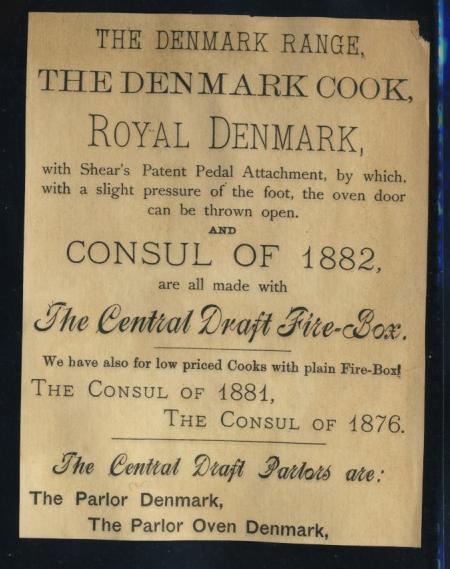 THE DENMARK RANGE,
THE DENMARK COOK,
ROYAL DENMARK,
with Shear's Patent Pedal Attachment, by which.
with a slight pressure of the foot, the oven door
can be thrown open.
AND
CONSUL OF 1882,
are all made with
The Central Draft Fire-Box.
We have also for low priced Cooks with plain Fire-Box!
THE CONSUL OF 1881,
THE CONSUL OF 1876.
The Central Draft Parlors are:
The Parlor Denmark,
The Parlor Oven Denmark,